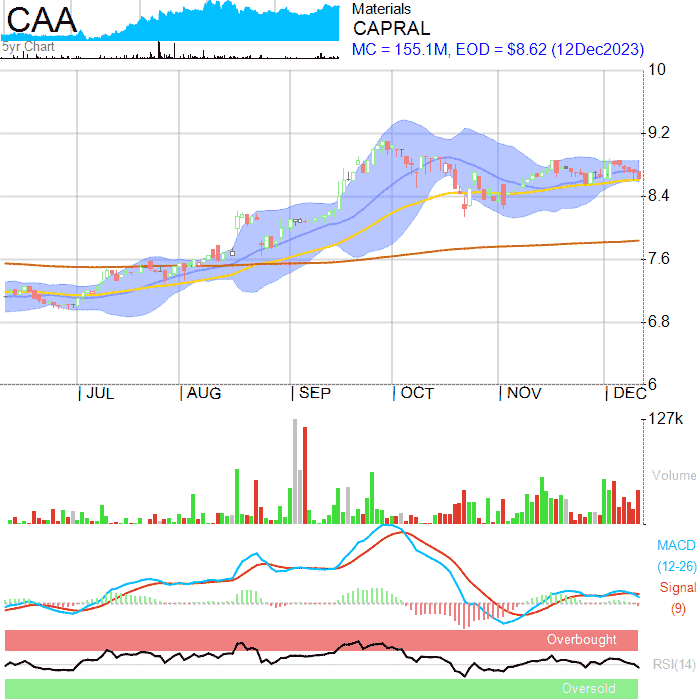 CAA
5yr Chart
Materials
CAPRAL
MC = 155.1M, EOD = $8.62 (12Dec2023)
10
9.2
8.4
7.6
6.8
6
JUL AUG SEP OCT NOV DEC
127k
Volume
MACD
(12-26)
Signal
(9)
Overbought
RSI(14)
Oversold